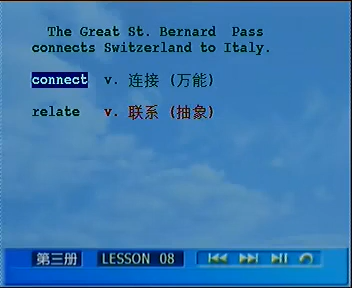 The Great St. Bernard Pass
connects Switzerland to Italy.
connect v. 连接 (万能)
relate v. 联系 (抽象)
第三册 LESSON 08